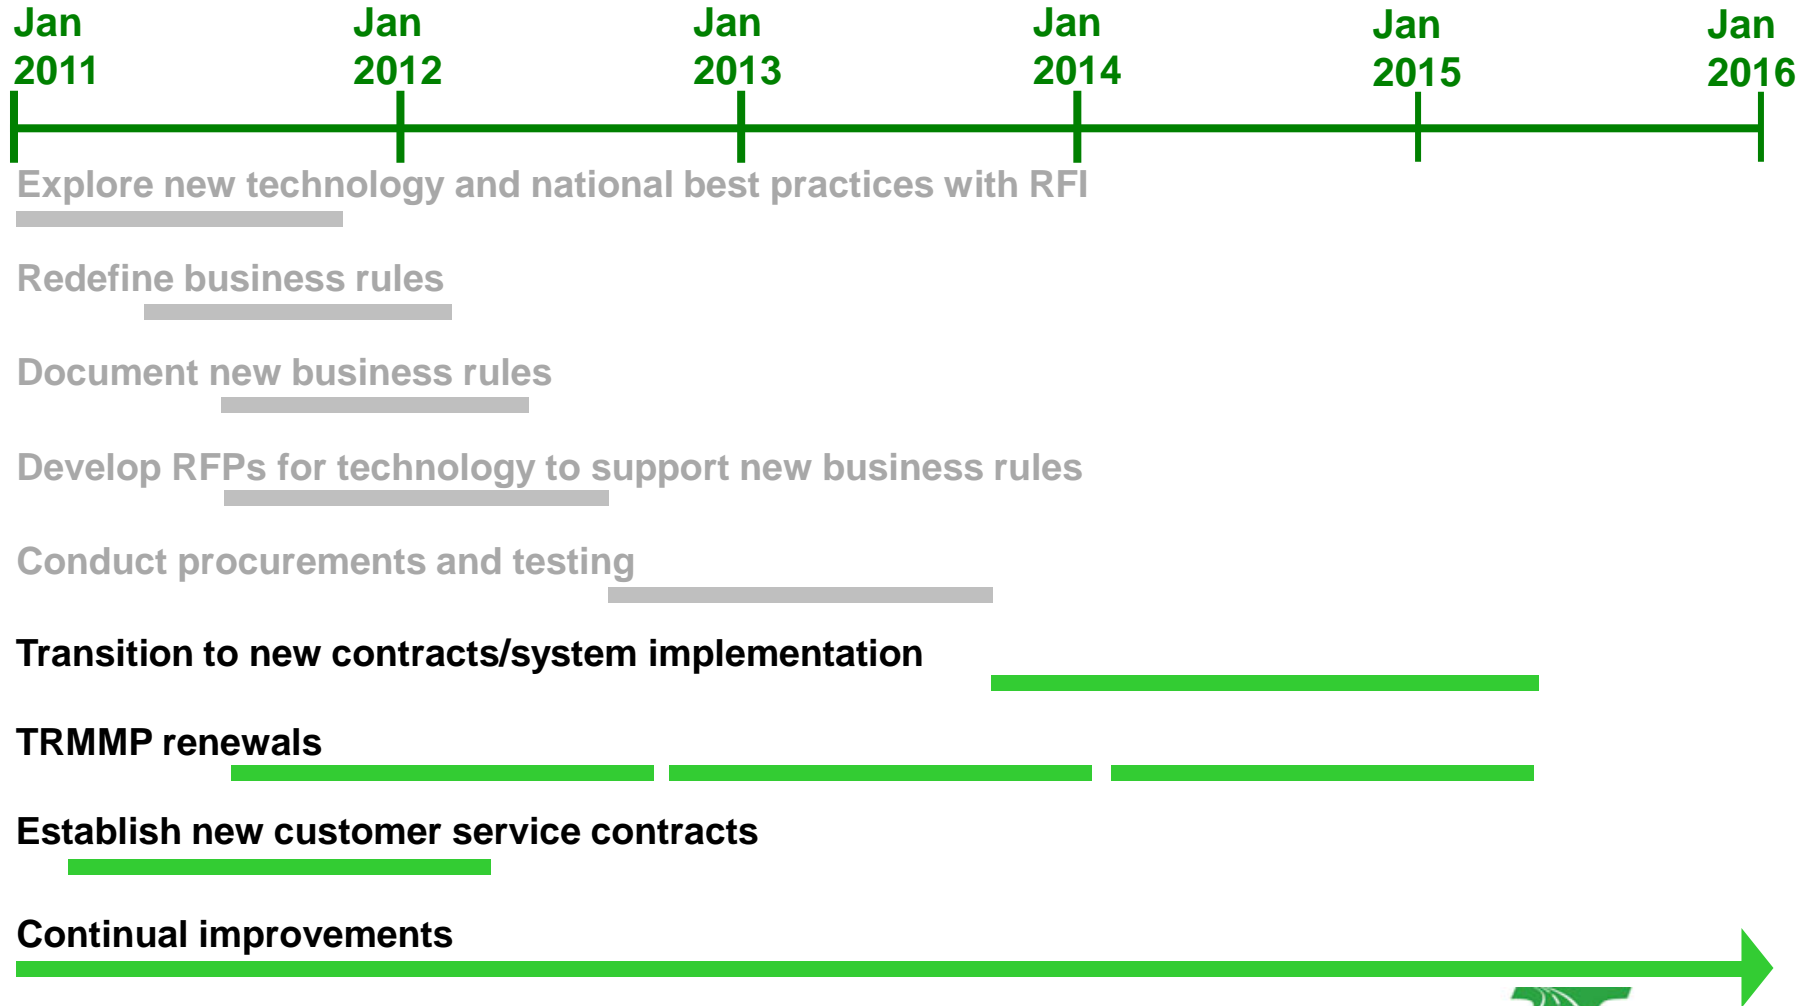 Jan Jan Jan Jan Jan Jan
2011 2012 2013 2014 2015 2016
Explore new technology and national best practices with RFI
Redefine business rules
Document new business rules
Develop RFPs for technology to support new business rules
Conduct procurements and testing
Transition to new contracts/system implementation
TRMMP renewals
Establish new customer service contracts
Continual improvements